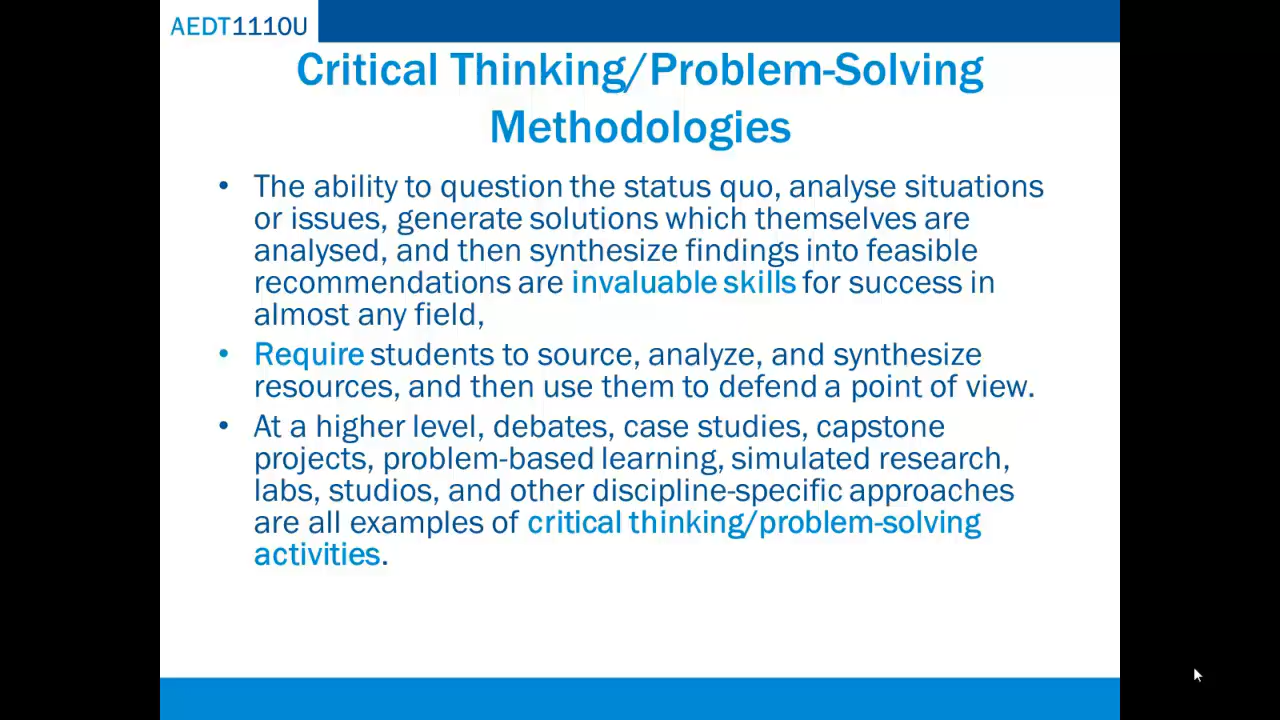 AEDT1110U
Critical Thinking/Problem-Solving
Methodologies
• The ability to question the status quo, analyse situations
or issues, generate solutions which themselves are
analysed, and then synthesize findings into feasible
recommendations are invaluable skills for success in
almost any field,
• Require students to source, analyze, and synthesize
resources, and then use them to defend a point of view.
• At a higher level, debates, case studies, capstone
projects, problem-based learning, simulated research,
labs, studios, and other discipline-specific approaches
are all examples of critical thinking/problem-solving
activities.